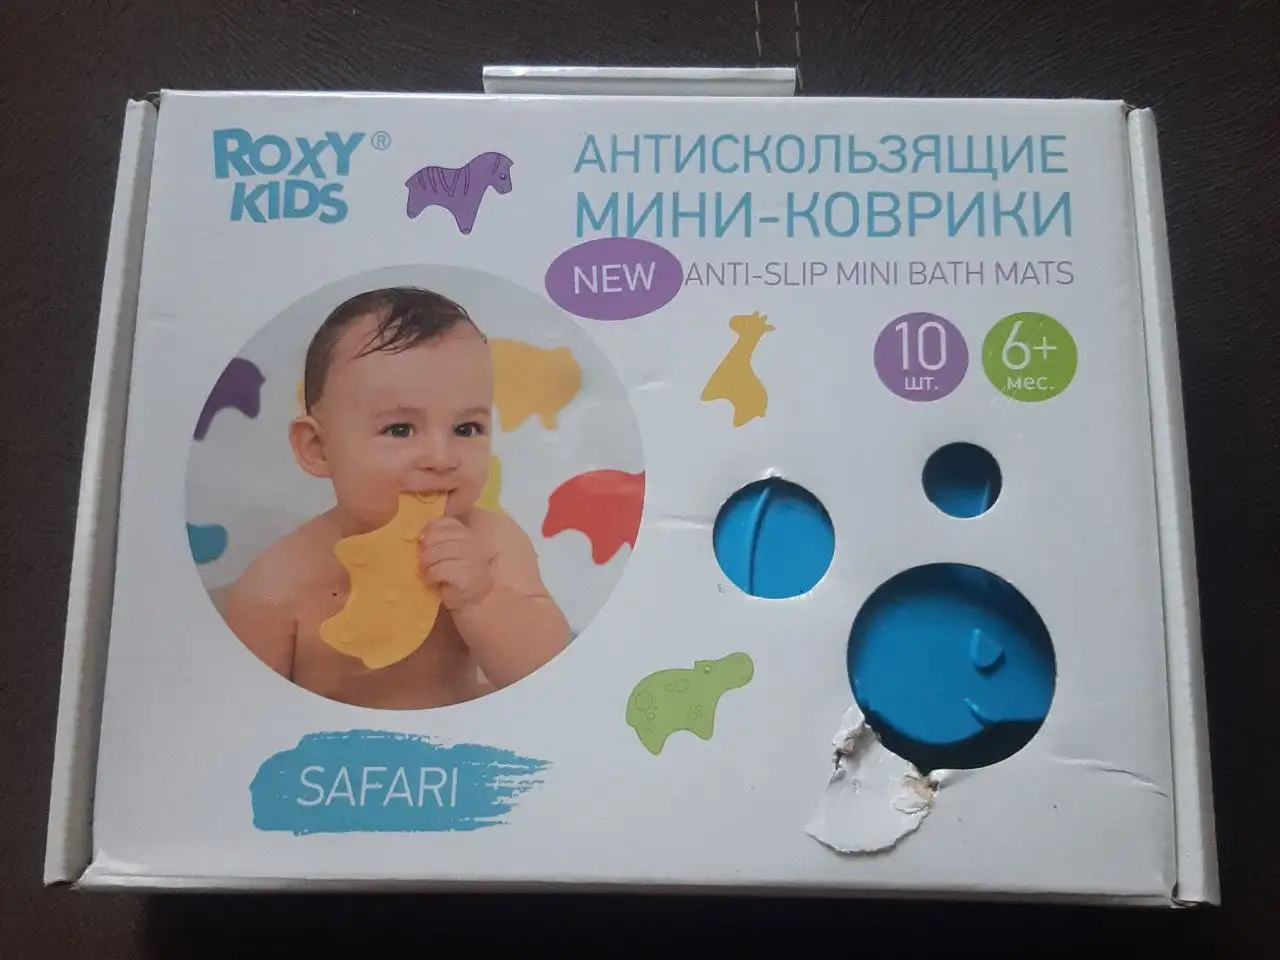 ROXY®
KIDS
АНТИСКОЛЬЗЯЩИЕ
МИНИ-КОВРИКИ
NEW
ANTI-SLIP MINI BATH MATS
10
шт.
6+
мес.
SAFARI